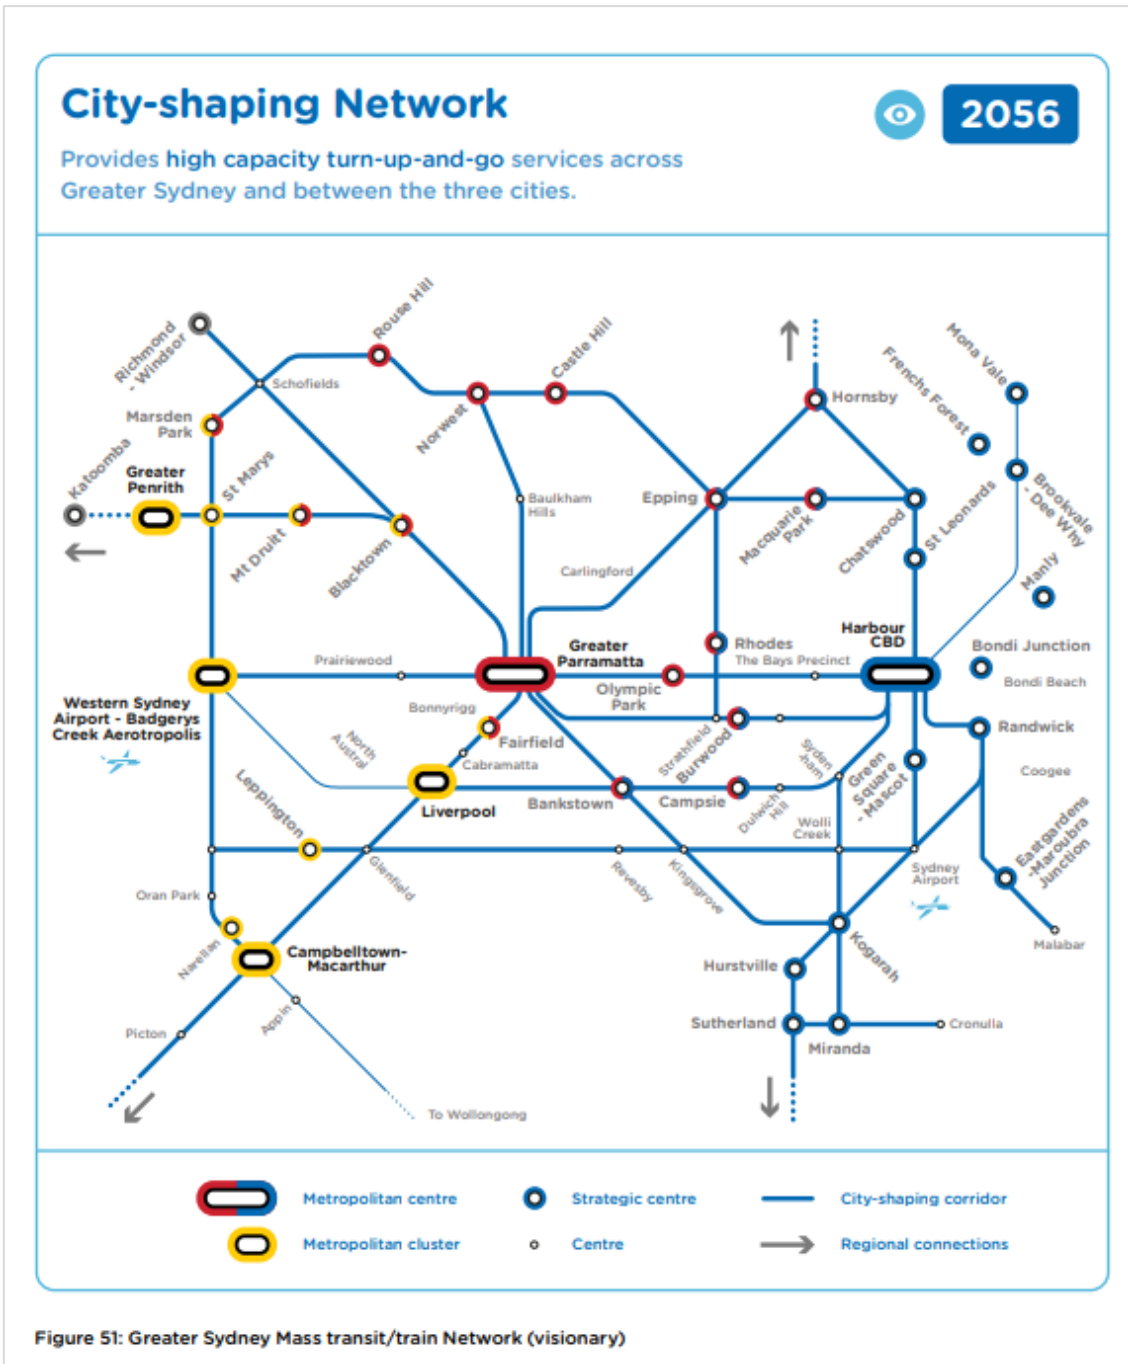 City-shaping Network
2056
Provides high capacity turn-up-and-go services across
Greater Sydney and between the three cities.
Richmond
- Windsor
Schofields
Rouse Hill
Norwest
Castle Hill
Hornsby
Mona Vale
Frenchs Forest
Marsden
Park
Katoomba
Greater
Penrith
St Marys
Mt Druitt
Blacktown
Baulkham
Hills
Epping
Macquarie
Park
Chatswood
St Leonards
Brookvale
- Dee Why
Manly
Carlingford
Prairiewood
Greater
Parramatta
Olympic
Park
Rhodes
The Bays Precinct
Harbour
CBD
Bondi Junction
Bondi Beach
Western Sydney
Airport - Badgerys
Creek Aerotropolis
Bonnyrigg
Fairfield
Cabramatta
North
Austral
Liverpool
Leppington
Strathfield
Burwood
Syden
-ham
Green
Square
- Mascot
Randwick
Coogee
Bankstown
Campsie
Dulwich
Hill
Wolli
Creek
Sydney
Airport
Eastgardens
-Maroubra
Junction
Malabar
Glenfield
Revesby
Kingsgrove
Oran Park
Narellan
Campbelltown-
Macarthur
Kogarah
Hurstville
Sutherland
Miranda
Cronulla
Picton
Appin
To Wollongong
Metropolitan centre
Strategic centre
City-shaping corridor
Metropolitan cluster
Centre
Regional connections
Figure 51: Greater Sydney Mass transit/train Network (visionary)